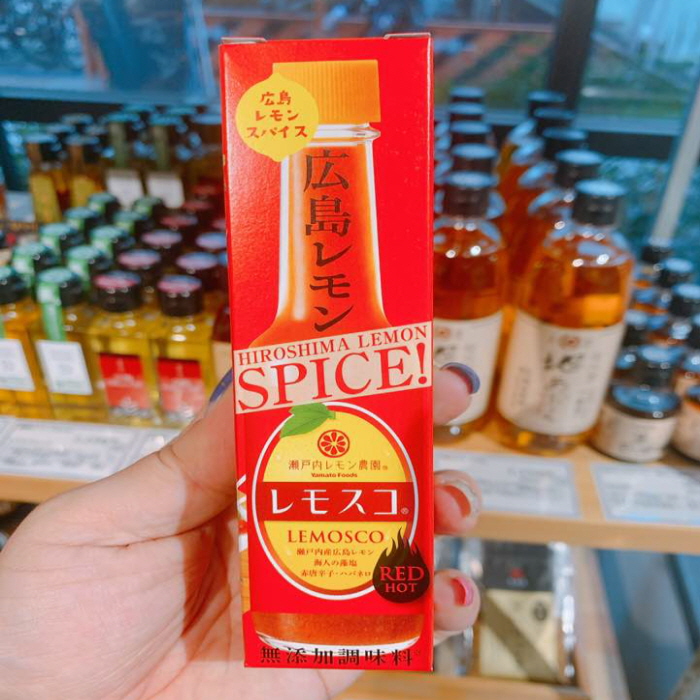 広島
レモン
スパイス
広島レモン
HIROSHIMA LEMON
SPICE!
瀬戸内レモン農園®
Yamato Foods
レモスコ®
LEMOSCO
瀬戸内産広島レモン
海人の藻塩
赤唐辛子・ハバネロ
RED
HOT
無添加調味料